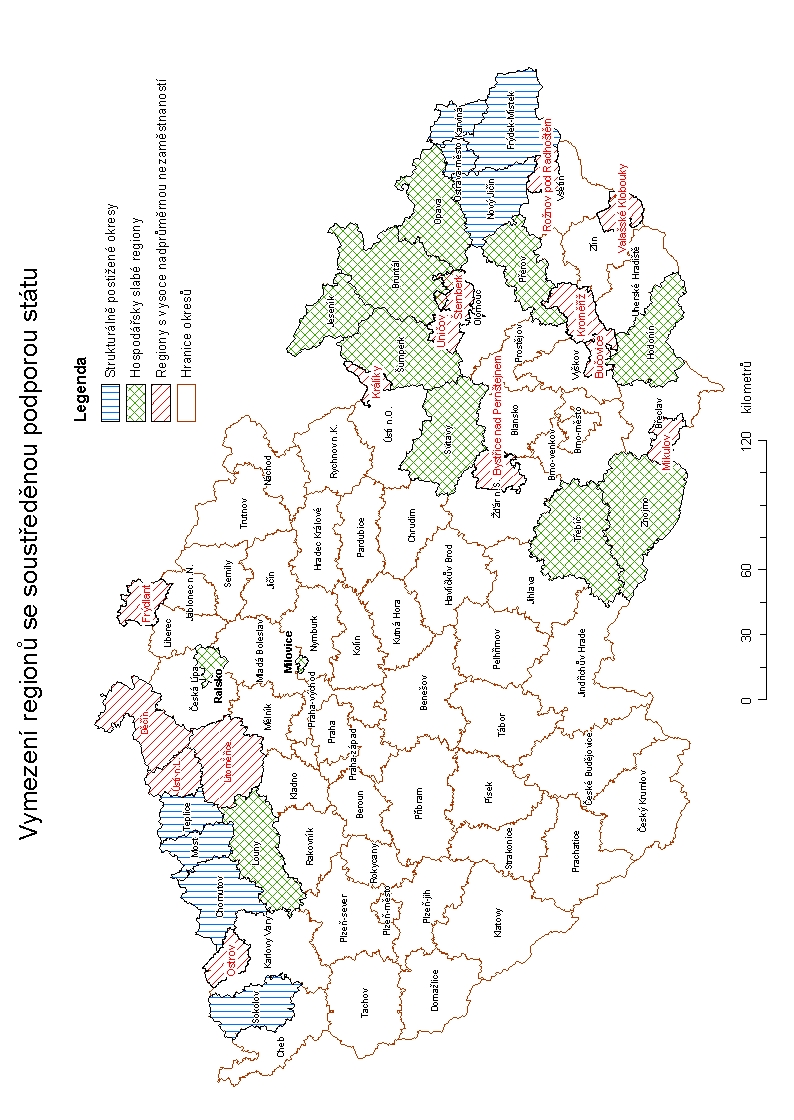 Vymezení regionů se soustředěnou podporou státu
Legenda
Strukturálně postižené okresy
Hospodářsky slabé regiony
Regiony s vysoce nadprůměrnou nezaměstnaností
Hranice okresů
Frýdlant
Liberec
Jablonec n.N.
Semily
Trutnov
Náchod
Jičín
Děčín
Česká Lípa
Ralsko
Mladá Boleslav
Ústí n.L.
Litoměřice
Teplice
Most
Chomutov
Louny
Mělník
Mlovice
Nymburk
Hradec Králové
Rychnov n.K.
Ostrov
Karlovy Vary
Sokolov
Cheb
Rakovník
Kladno
Praha-východ
Praha
Praha-západ
Kolín
Pardubice
Ústí n.O.
Králíky
Jeseník
Bruntál
Šumperk
Opava
Ostrava-město
Karviná
Frýdek-Místek
Nový Jičín
Tachov
Plzeň-sever
Plzeň-město
Rokycany
Beroun
Kutná Hora
Chrudim
Svitavy
Uničov
Šternberk
Olomouc
Přerov
Rožnov pod Radhoštěm
Vsetín
Domažlice
Plzeň-jih
Příbram
Benešov
Havlíčkův Brod
Žďár n.S.
Bystřice nad Pernštejnem
Blansko
Prostějov
Vyškov
Bučovice
Kroměříž
Zlín
Valašské Klobouky
Klatovy
Strakonice
Písek
Tábor
Pelhřimov
Jihlava
Třebíč
Brno-venkov
Brno-město
Uherské Hradiště
Hodonín
Prachatice
České Budějovice
Jindřichův Hrade
Znojmo
Mikulov
Břeclav
Český Krumlov
0
30
60
120
kilometrů